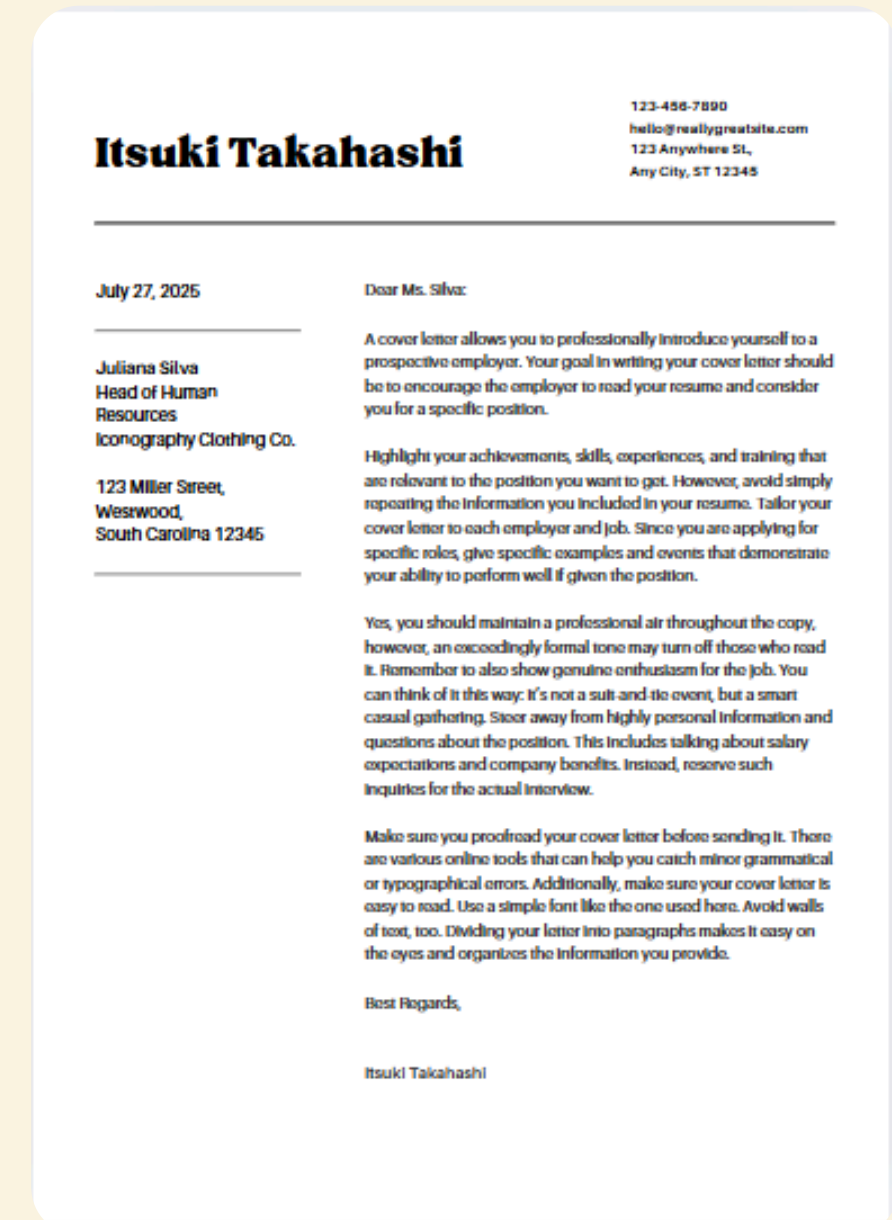 Itsuki Takahashi
123-456-7890
hello@reallygreatsite.com
123 Anywhere St.,
Any City, ST 12345
July 27, 2025
Juliana Silva
Head of Human
Resources
Iconography Clothing Co.
123 Miller Street,
Westwood,
South Carolina 12345
Dear Ms. Silva:
A cover letter allows you to professionally introduce yourself to a
prospective employer. Your goal in writing your cover letter should
be to encourage the employer to read your resume and consider
you for a specific position.
Highlight your achievements, skills, experiences, and training that
are relevant to the position you want to get. However, avoid simply
repeating the information you included in your resume. Tailor your
cover letter to each employer and job. Since you are applying for
specific roles, give specific examples and events that demonstrate
your ability to perform well if given the position.
Yes, you should maintain a professional air throughout the copy,
however, an exceedingly formal tone may turn off those who read
it. Remember to also show genuine enthusiasm for the job. You
can think of it this way: it's not a suit-and-tie event, but a smart
casual gathering. Steer away from highly personal information and
questions about the position. This includes talking about salary
expectations and company benefits. Instead, reserve such
inquiries for the actual interview.
Make sure you proofread your cover letter before sending it. There
are various online tools that can help you catch minor grammatical
or typographical errors. Additionally, make sure your cover letter is
easy to read. Use a simple font like the one used here. Avoid walls
of text, too. Dividing your letter into paragraphs makes it easy on
the eyes and organizes the information you provide.
Best Regards,
Itsuki Takahashi